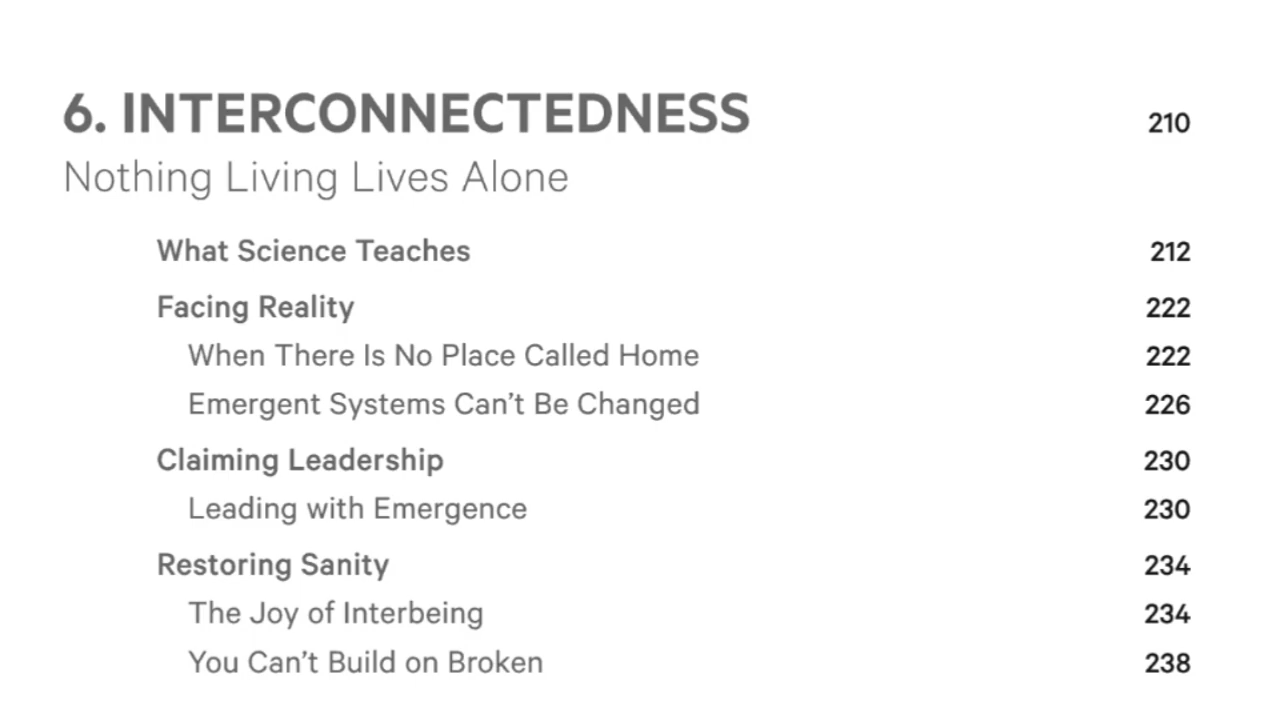 6. INTERCONNECTEDNESS 210
Nothing Living Lives Alone
What Science Teaches 212
Facing Reality 222
When There Is No Place Called Home 222
Emergent Systems Can’t Be Changed 226
Claiming Leadership 230
Leading with Emergence 230
Restoring Sanity 234
The Joy of Interbeing 234
You Can’t Build on Broken 238